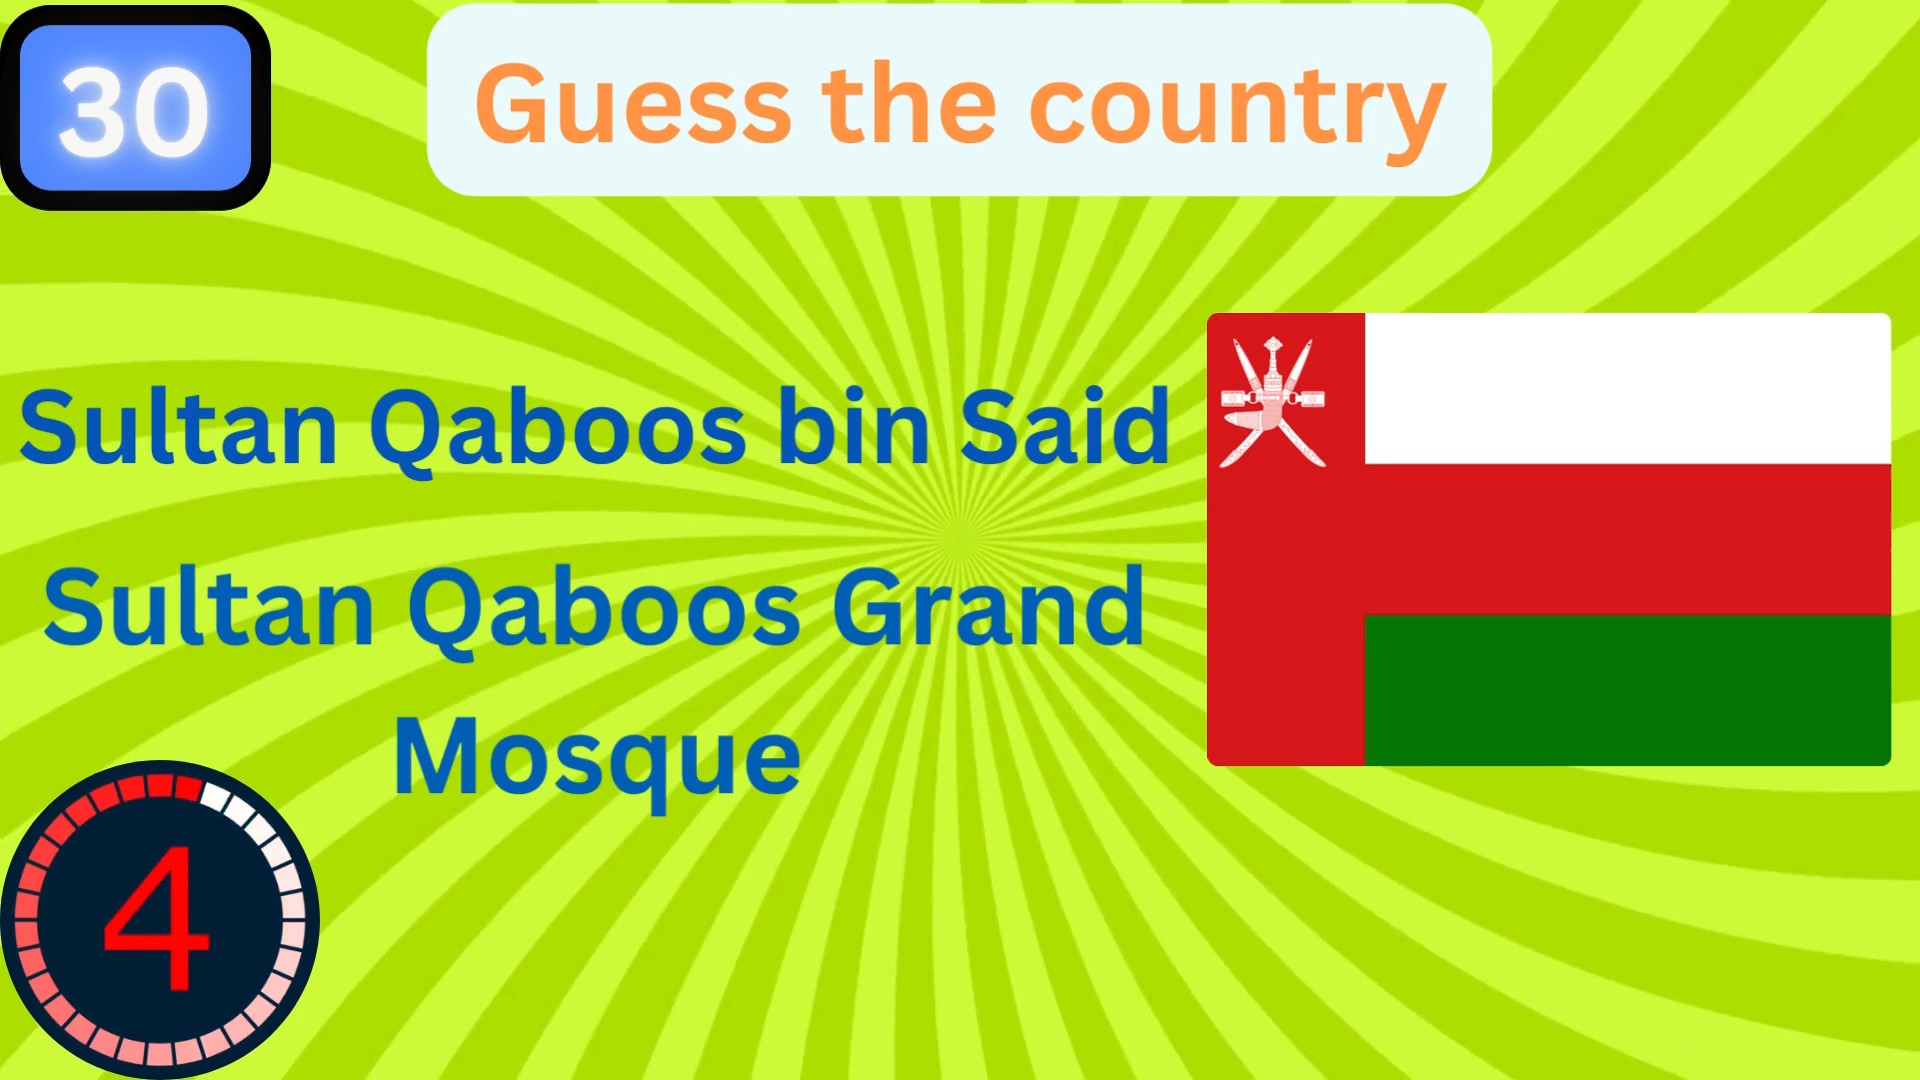 30
Guess the country
Sultan Qaboos bin Said
Sultan Qaboos Grand
Mosque
4